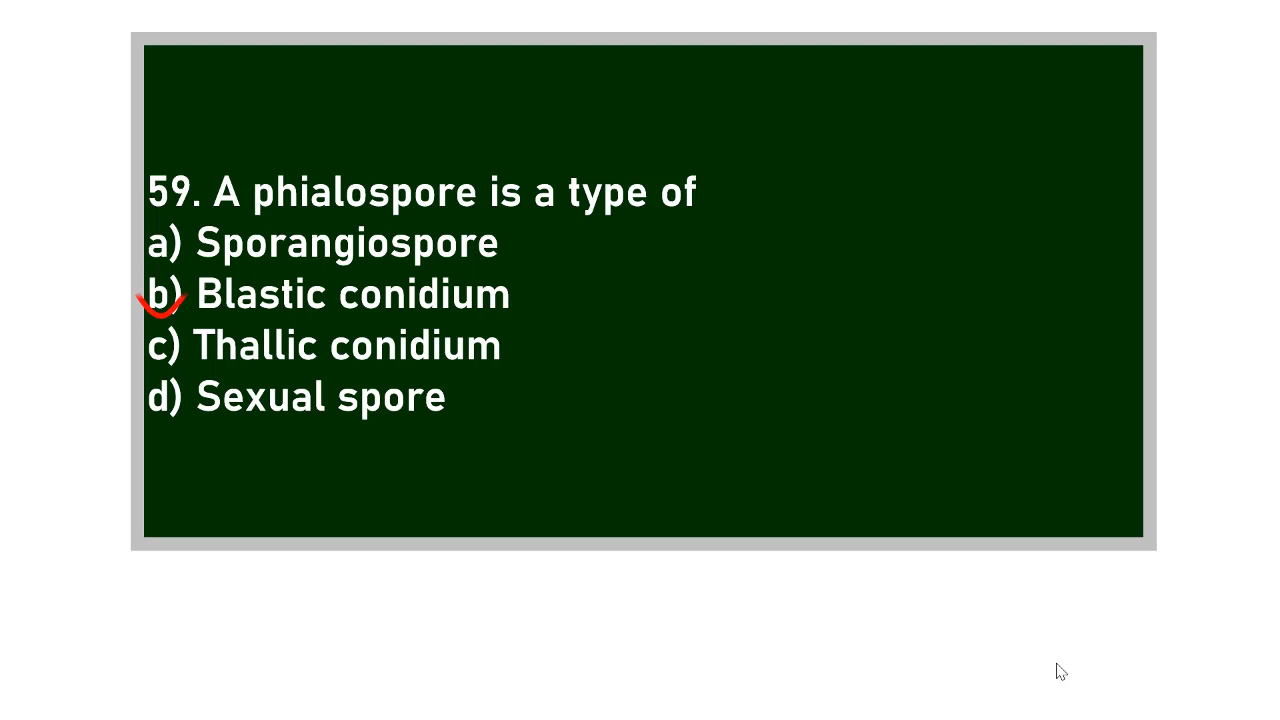 59. A phialospore is a type of
a) Sporangiospore
b) Blastic conidium
c) Thallic conidium
d) Sexual spore